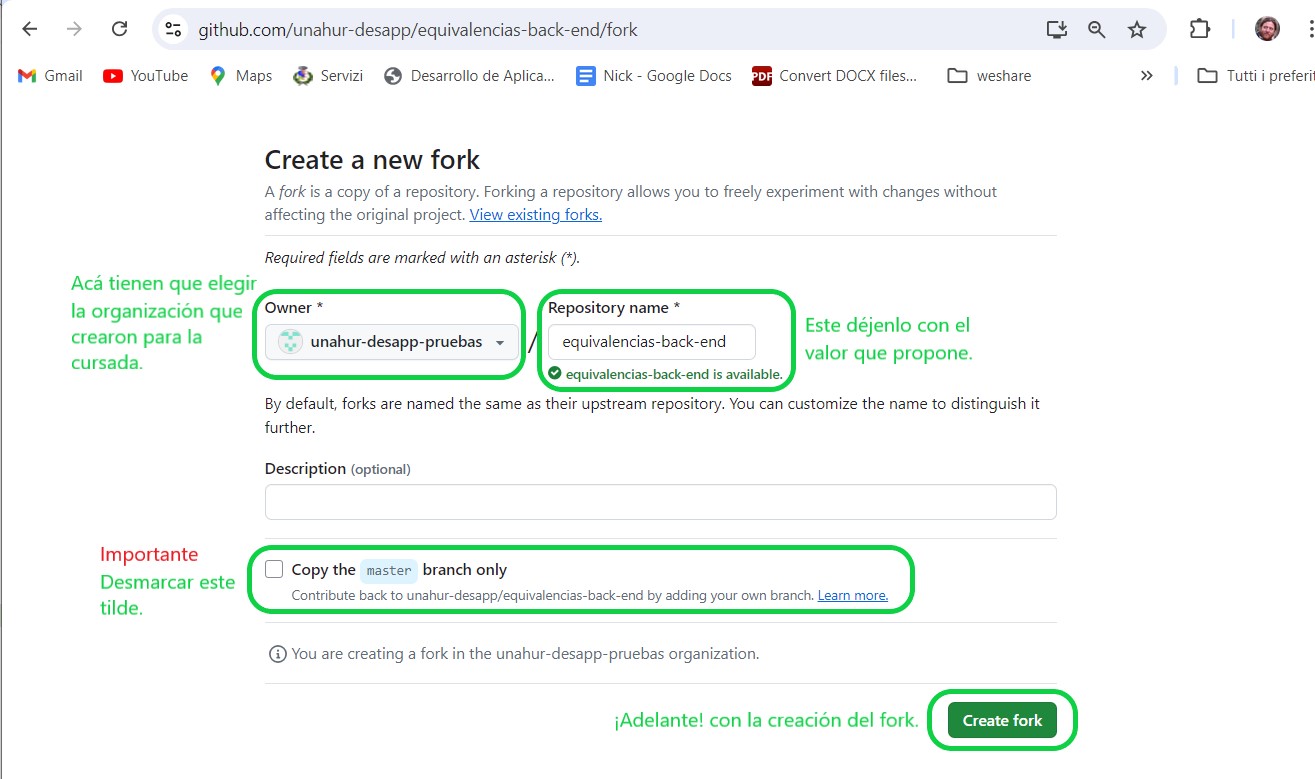 github.com/unahur-desapp/equivalencias-back-end/fork
Gmail YouTube Maps Servizi Desarrollo de Aplica... Nick - Google Docs PDF Convert DOCX files... weshare » Tutti i preferit
Create a new fork
A fork is a copy of a repository. Forking a repository allows you to freely experiment with changes without
affecting the original project. View existing forks.
Required fields are marked with an asterisk (*).
Acá tienen que elegir
la organización que
crearon para la
cursada.
Owner *
unahur-desapp-pruebas
/
Repository name *
equivalencias-back-end
equivalencias-back-end is available.
Este déjenlo con el
valor que propone.
By default, forks are named the same as their upstream repository. You can customize the name to distinguish it
further.
Description (optional)
Importante
Desmarcar este
tilde.
Copy the master branch only
Contribute back to unahur-desapp/equivalencias-back-end by adding your own branch. Learn more.
You are creating a fork in the unahur-desapp-pruebas organization.
¡Adelante! con la creación del fork.
Create fork